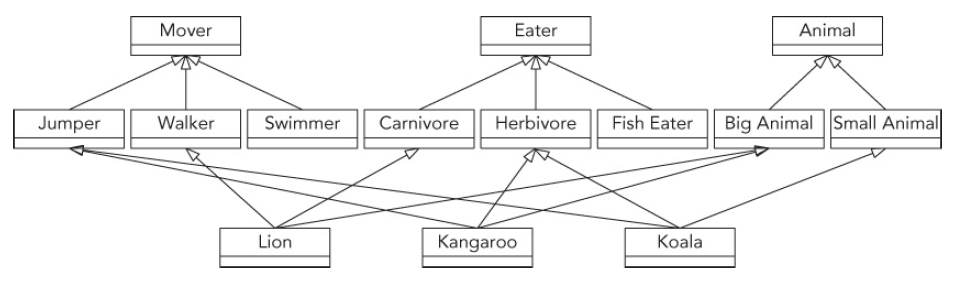 Mover
Eater
Animal
Jumper
Walker
Swimmer
Carnivore
Herbivore
Fish Eater
Big Animal
Small Animal
Lion
Kangaroo
Koala